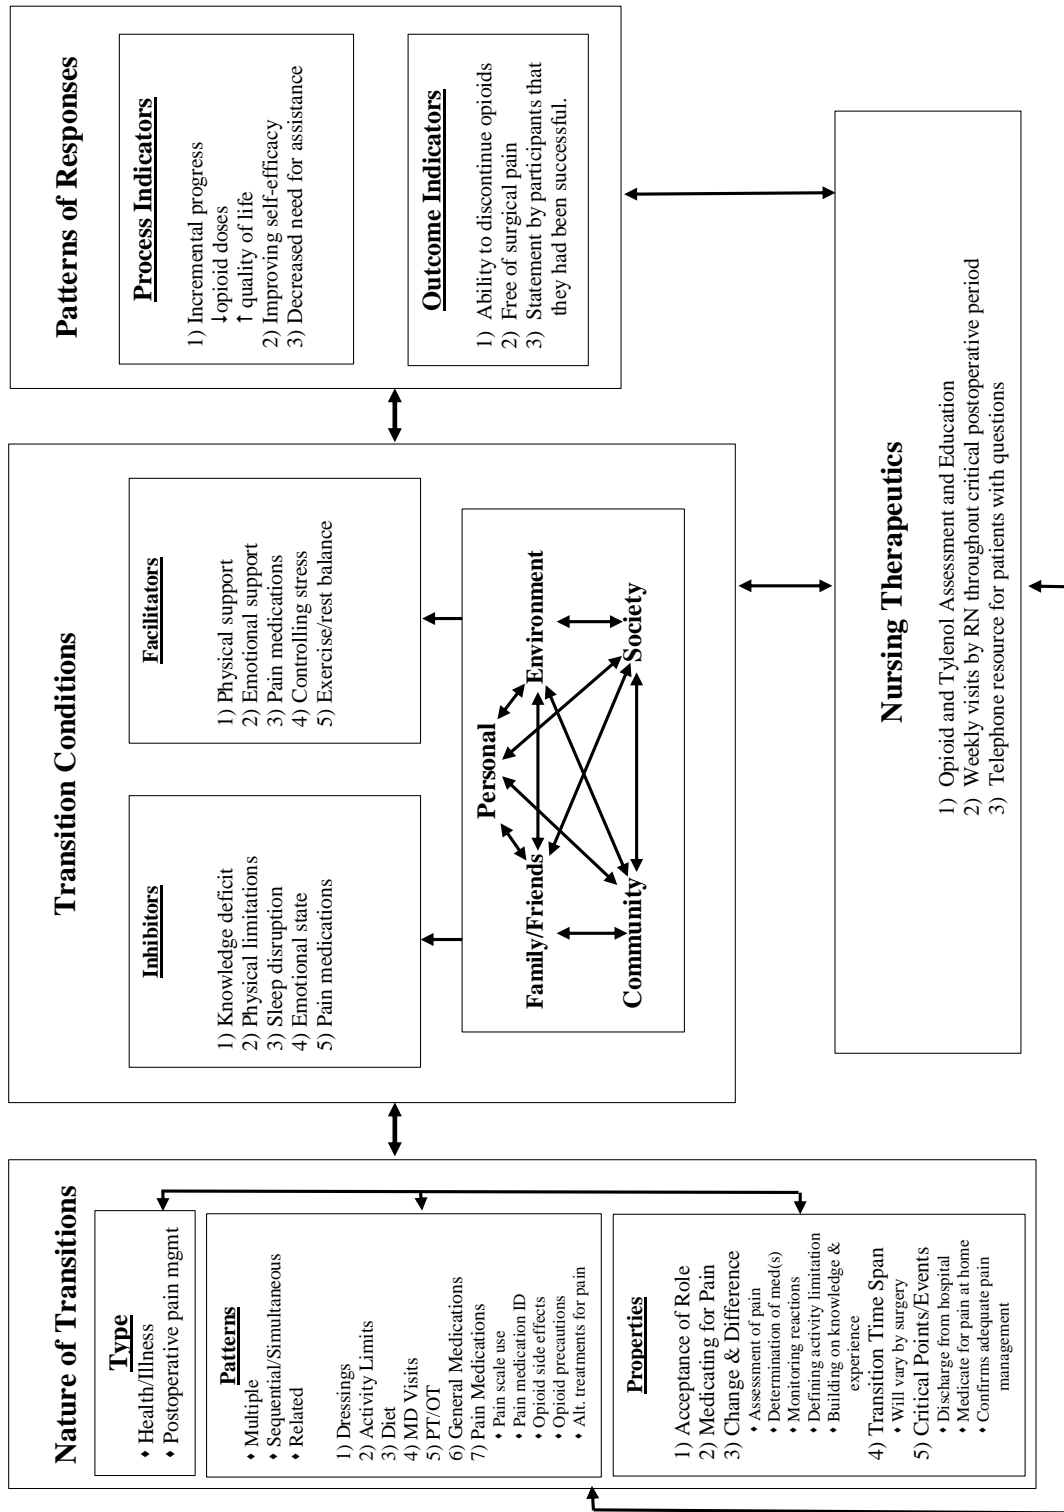 Nature of Transitions
Type
• Health/Illness
• Postoperative pain mgmt
Patterns
• Multiple
• Sequential/Simultaneous
• Related
1) Dressings
2) Activity Limits
3) Diet
4) MD Visits
5) PT/OT
6) General Medications
7) Pain Medications
• Pain scale use
• Pain medication ID
• Opioid side effects
• Opioid precautions
• Alt. treatments for pain
Properties
1) Acceptance of Role
2) Medicating for Pain
3) Change & Difference
• Assessment of pain
• Determination of med(s)
• Monitoring reactions
• Defining activity limitation
• Building on knowledge &
experience
4) Transition Time Span
• Will vary by surgery
5) Critical Points/Events
• Discharge from hospital
• Medicate for pain at home
• Confirms adequate pain
management
Transition Conditions
Inhibitors
1) Knowledge deficit
2) Physical limitations
3) Sleep disruption
4) Emotional state
5) Pain medications
Facilitators
1) Physical support
2) Emotional support
3) Pain medications
4) Controlling stress
5) Exercise/rest balance
Personal
Family/Friends
Environment
Community
Society
Patterns of Responses
Process Indicators
1) Incremental progress
↓opioid doses
↑ quality of life
2) Improving self-efficacy
3) Decreased need for assistance
Outcome Indicators
1) Ability to discontinue opioids
2) Free of surgical pain
3) Statement by participants that
they had been successful.
Nursing Therapeutics
1) Opioid and Tylenol Assessment and Education
2) Weekly visits by RN throughout critical postoperative period
3) Telephone resource for patients with questions